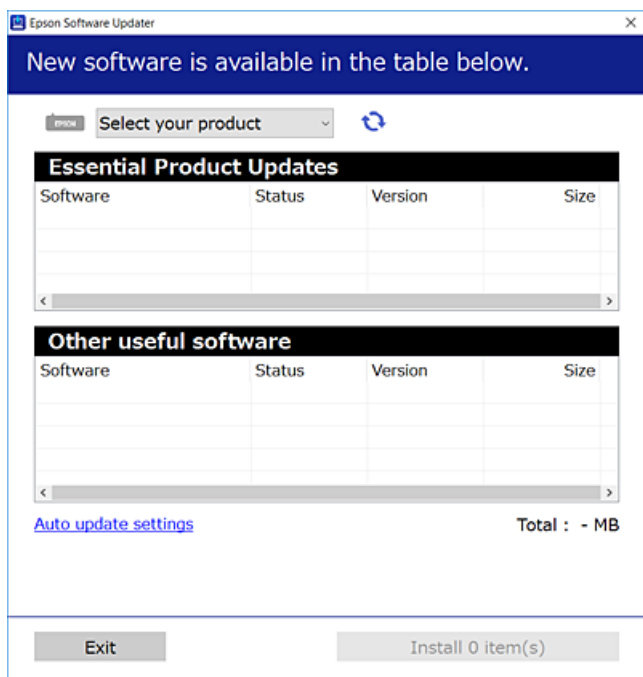 Epson Software Updater
New software is available in the table below.
EPSON Select your product
Essential Product Updates
Software Status Version Size
Other useful software
Software Status Version Size
Auto update settings Total : - MB
Exit Install 0 item(s)